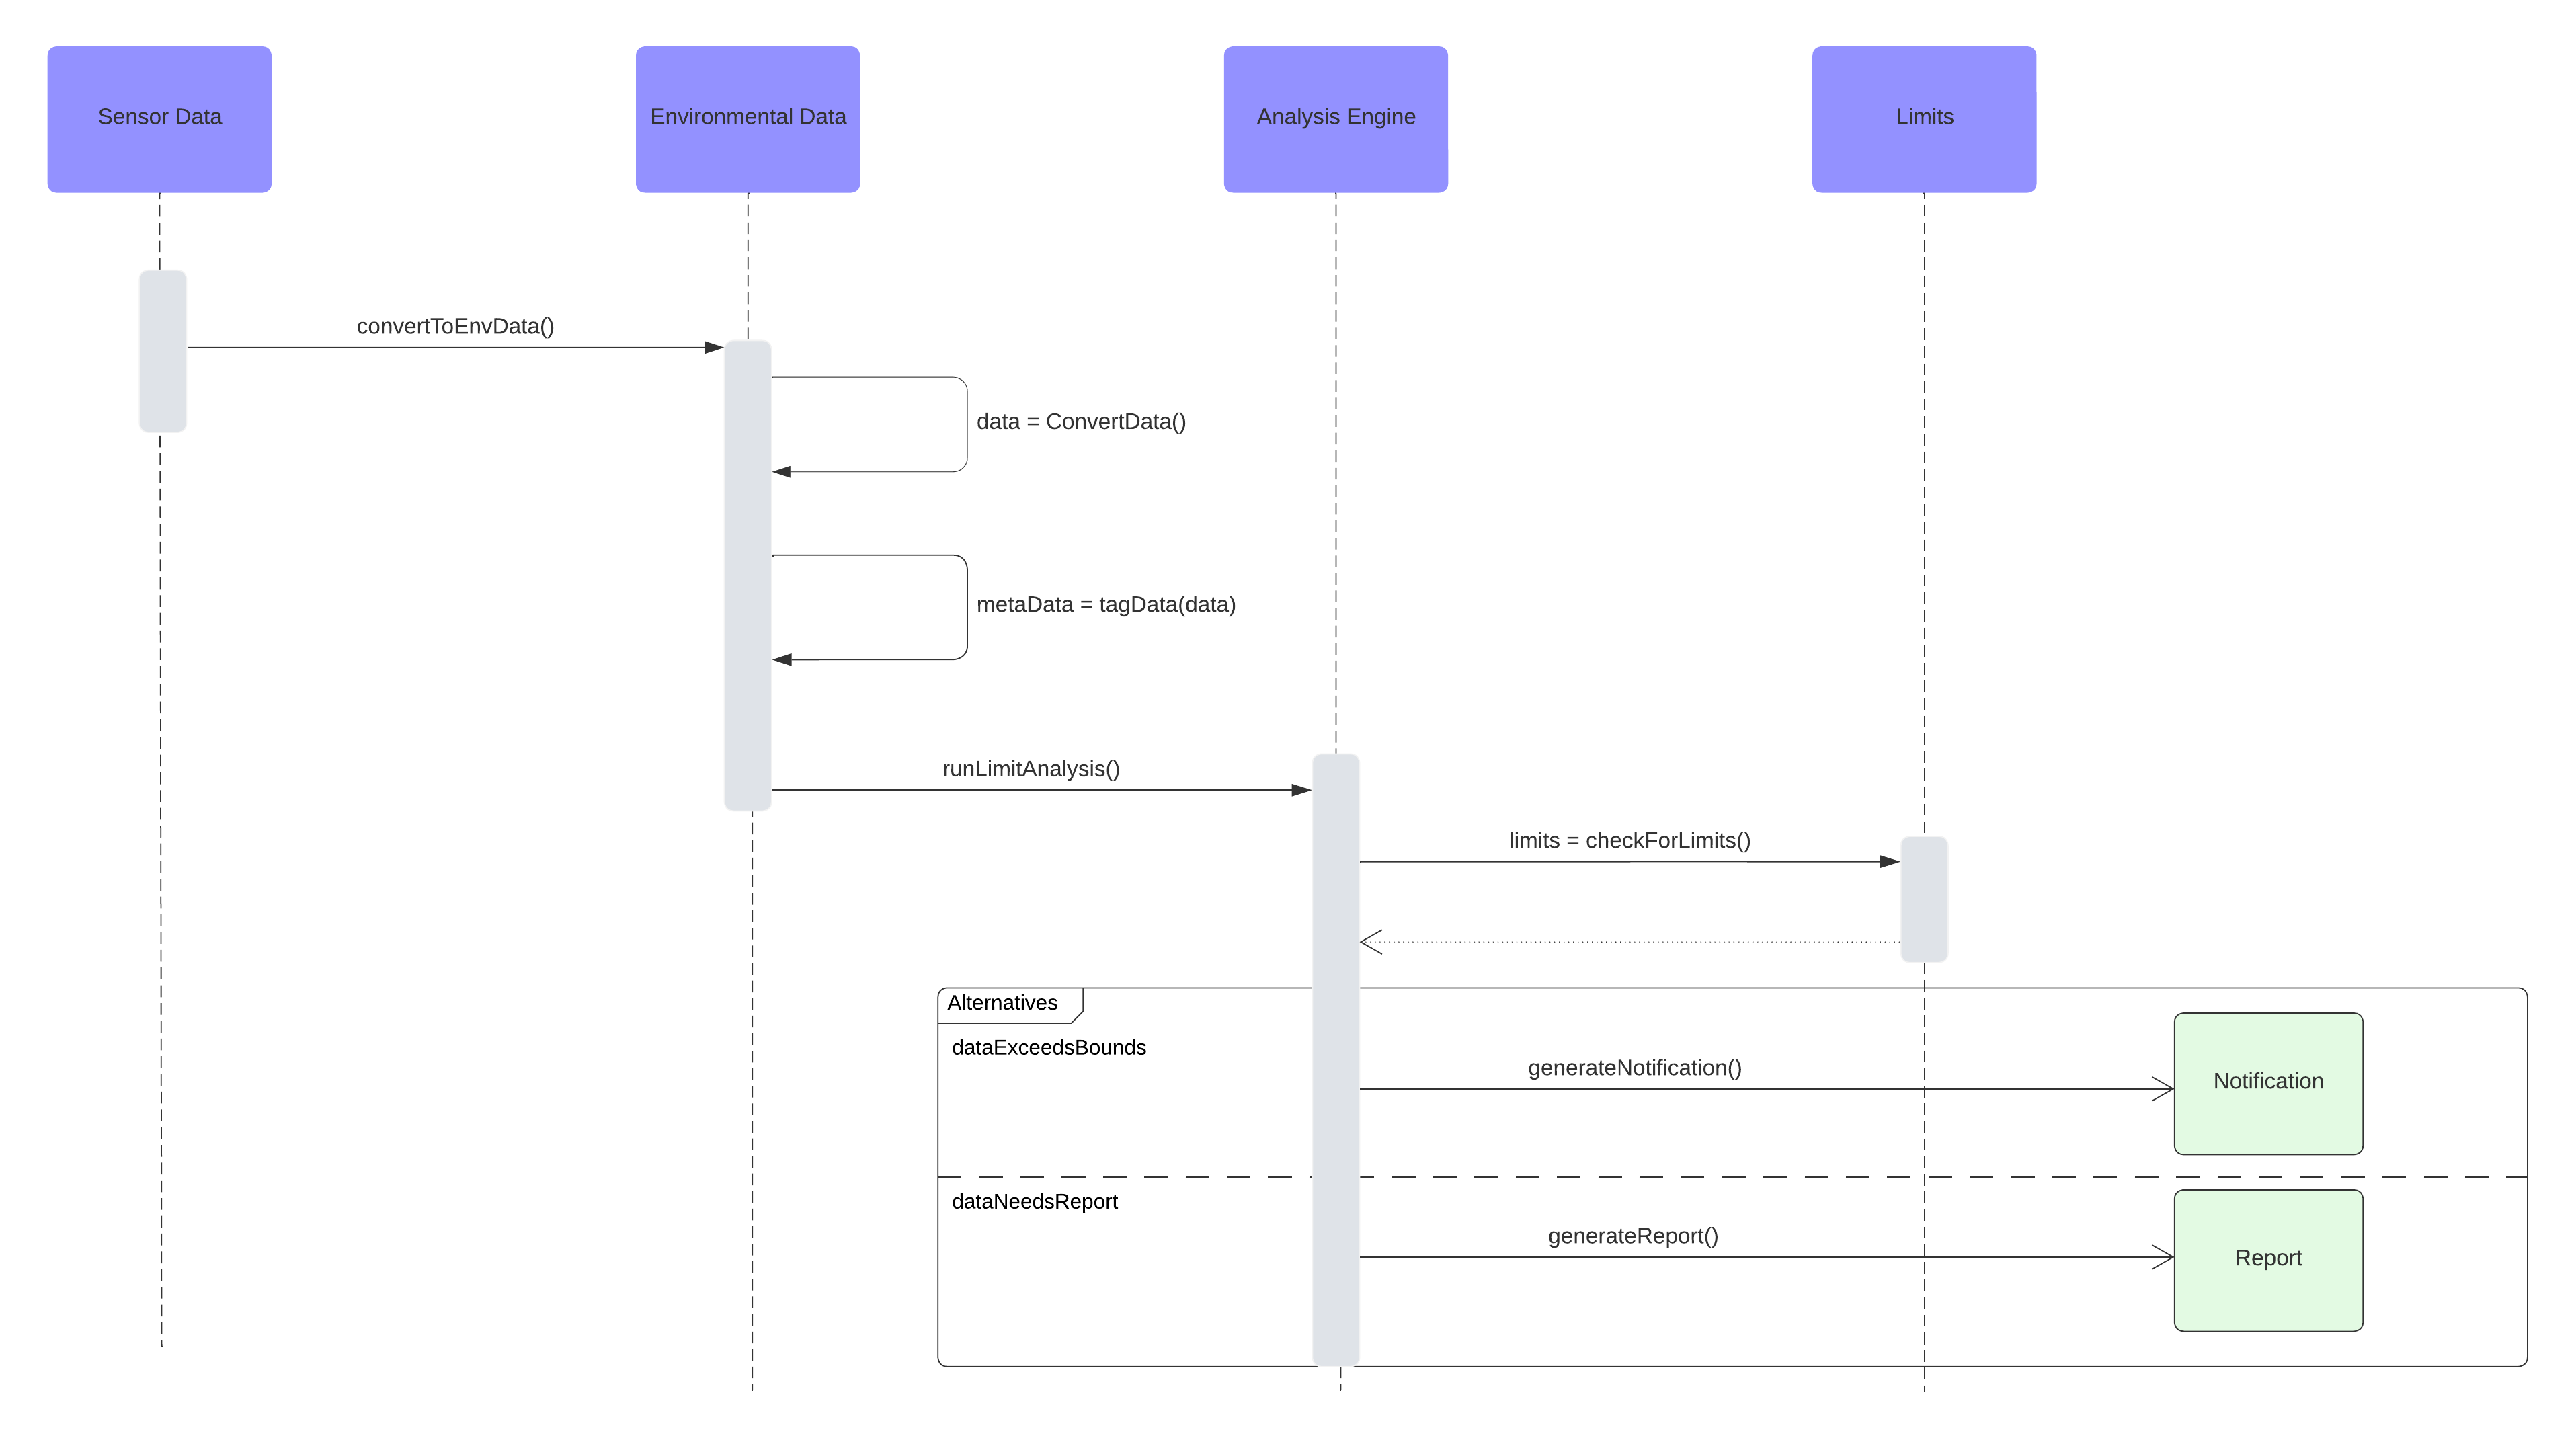 Sensor Data
Environmental Data
Analysis Engine
Limits
convertToEnvData()
data = ConvertData()
metaData = tagData(data)
runLimitAnalysis()
limits = checkForLimits()
Alternatives
dataExceedsBounds
generateNotification()
Notification
dataNeedsReport
generateReport()
Report